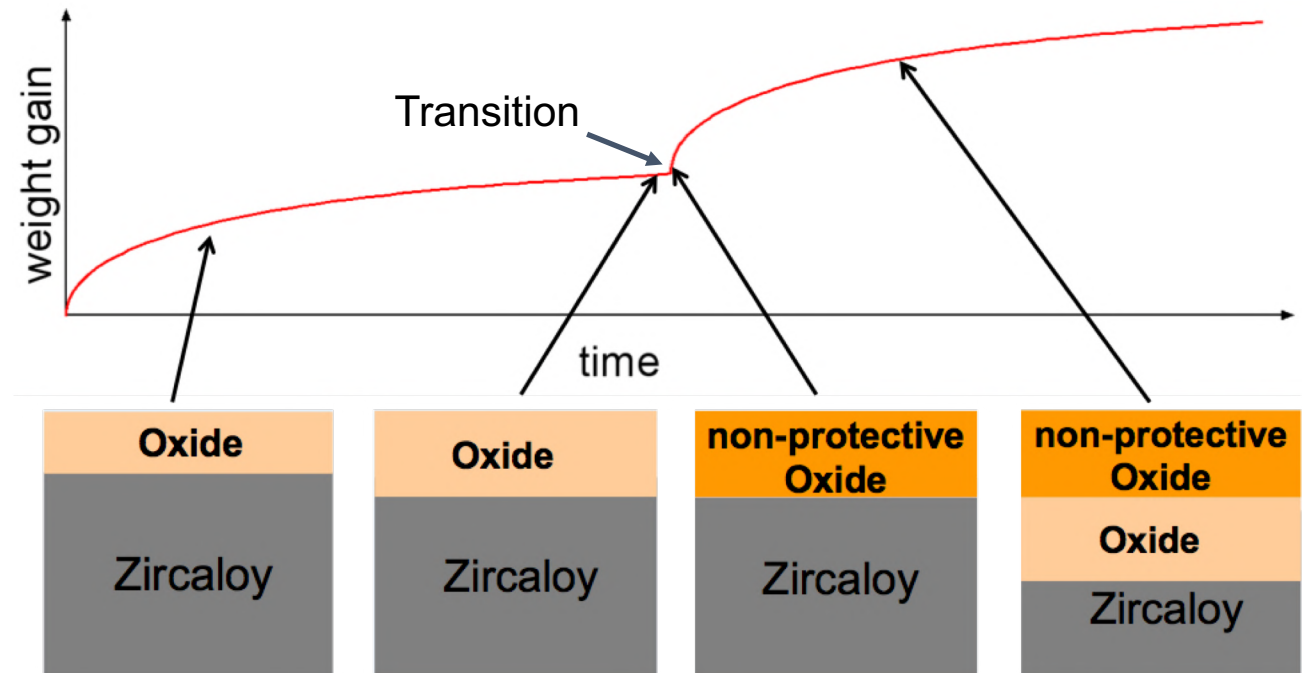 weight gain
Transition
time
Oxide
Zircaloy
Oxide
Zircaloy
non-protective
Oxide
Zircaloy
non-protective
Oxide
Oxide
Zircaloy